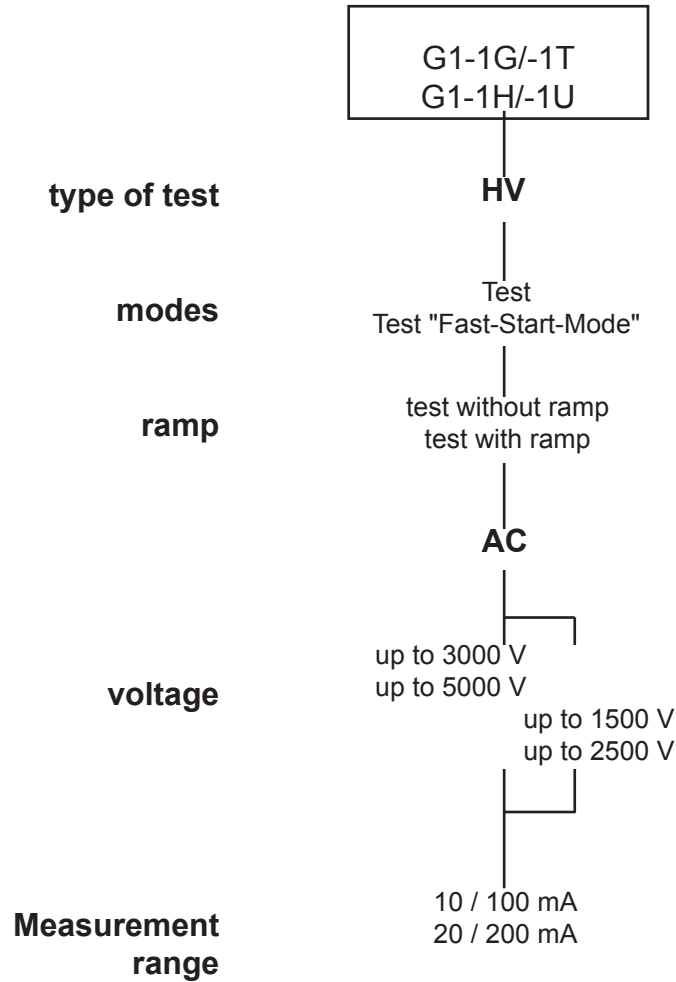 G1-1G/-1T
G1-1H/-1U
type of test
HV
modes
Test
Test "Fast-Start-Mode"
ramp
test without ramp
test with ramp
AC
voltage
up to 3000 V
up to 5000 V
up to 1500 V
up to 2500 V
Measurement
range
10 / 100 mA
20 / 200 mA